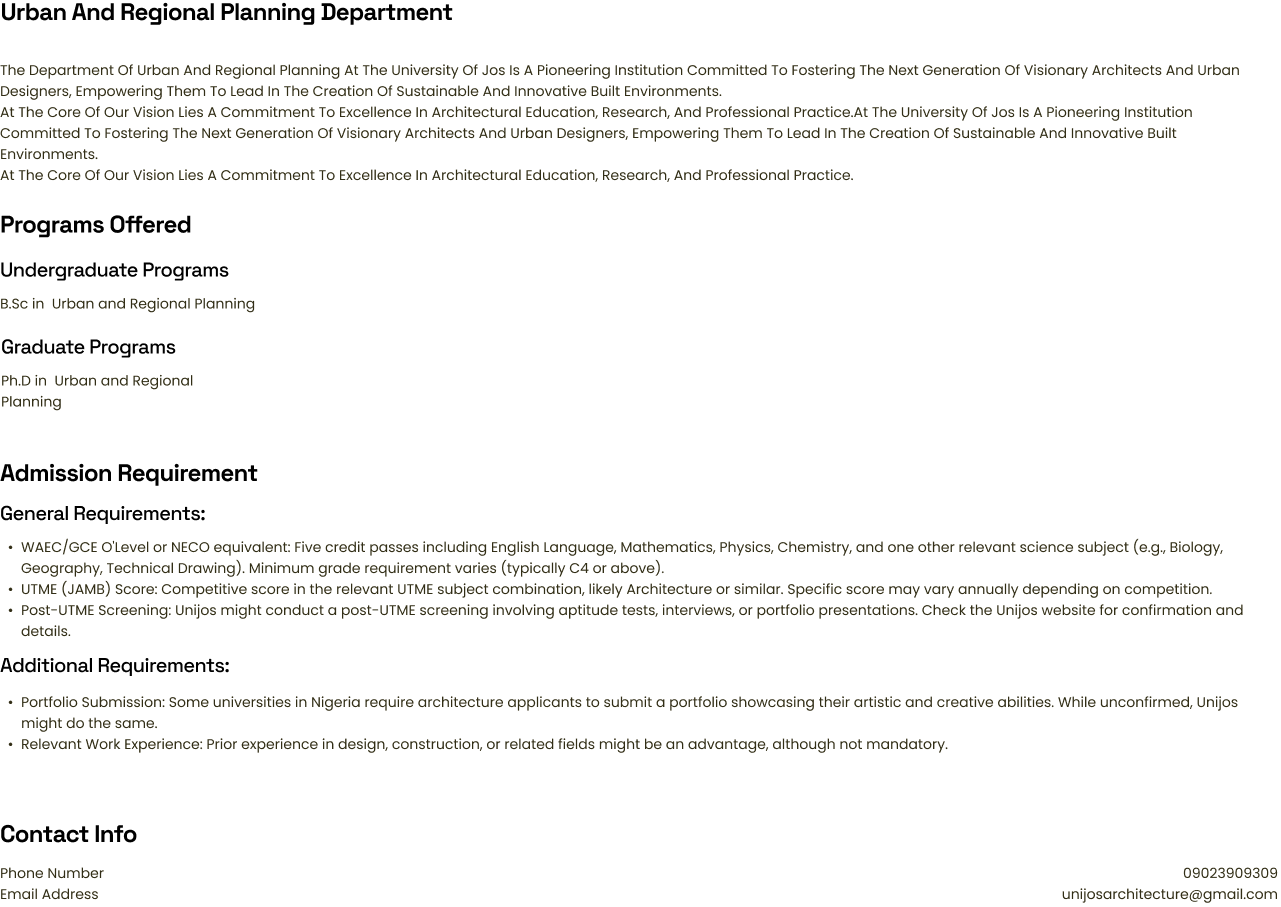 Urban And Regional Planning Department
The Department Of Urban And Regional Planning At The University Of Jos Is A Pioneering Institution Committed To Fostering The Next Generation Of Visionary Architects And Urban
Designers, Empowering Them To Lead In The Creation Of Sustainable And Innovative Built Environments.
At The Core Of Our Vision Lies A Commitment To Excellence In Architectural Education, Research, And Professional Practice.At The University Of Jos Is A Pioneering Institution
Committed To Fostering The Next Generation Of Visionary Architects And Urban Designers, Empowering Them To Lead In The Creation Of Sustainable And Innovative Built
Environments.
At The Core Of Our Vision Lies A Commitment To Excellence In Architectural Education, Research, And Professional Practice.
Programs Offered
Undergraduate Programs
B.Sc in  Urban and Regional Planning
Graduate Programs
Ph.D in  Urban and Regional
Planning
Admission Requirement
General Requirements:
• WAEC/GCE O'Level or NECO equivalent: Five credit passes including English Language, Mathematics, Physics, Chemistry, and one other relevant science subject (e.g., Biology,
Geography, Technical Drawing). Minimum grade requirement varies (typically C4 or above).
• UTME (JAMB) Score: Competitive score in the relevant UTME subject combination, likely Architecture or similar. Specific score may vary annually depending on competition.
• Post-UTME Screening: Unijos might conduct a post-UTME screening involving aptitude tests, interviews, or portfolio presentations. Check the Unijos website for confirmation and
details.
Additional Requirements:
• Portfolio Submission: Some universities in Nigeria require architecture applicants to submit a portfolio showcasing their artistic and creative abilities. While unconfirmed, Unijos
might do the same.
• Relevant Work Experience: Prior experience in design, construction, or related fields might be an advantage, although not mandatory.
Contact Info
Phone Number 09023909309
Email Address unijosarchitecture@gmail.com